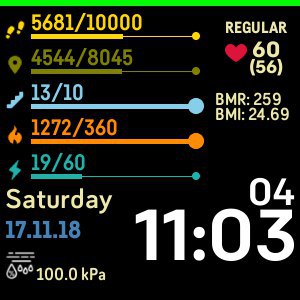 5681/10000
4544/8045
13/10
1272/360
19/60
REGULAR
60
(56)
BMR: 259
BMI: 24.69
Saturday
17.11.18
100.0 kPa
04
11:03